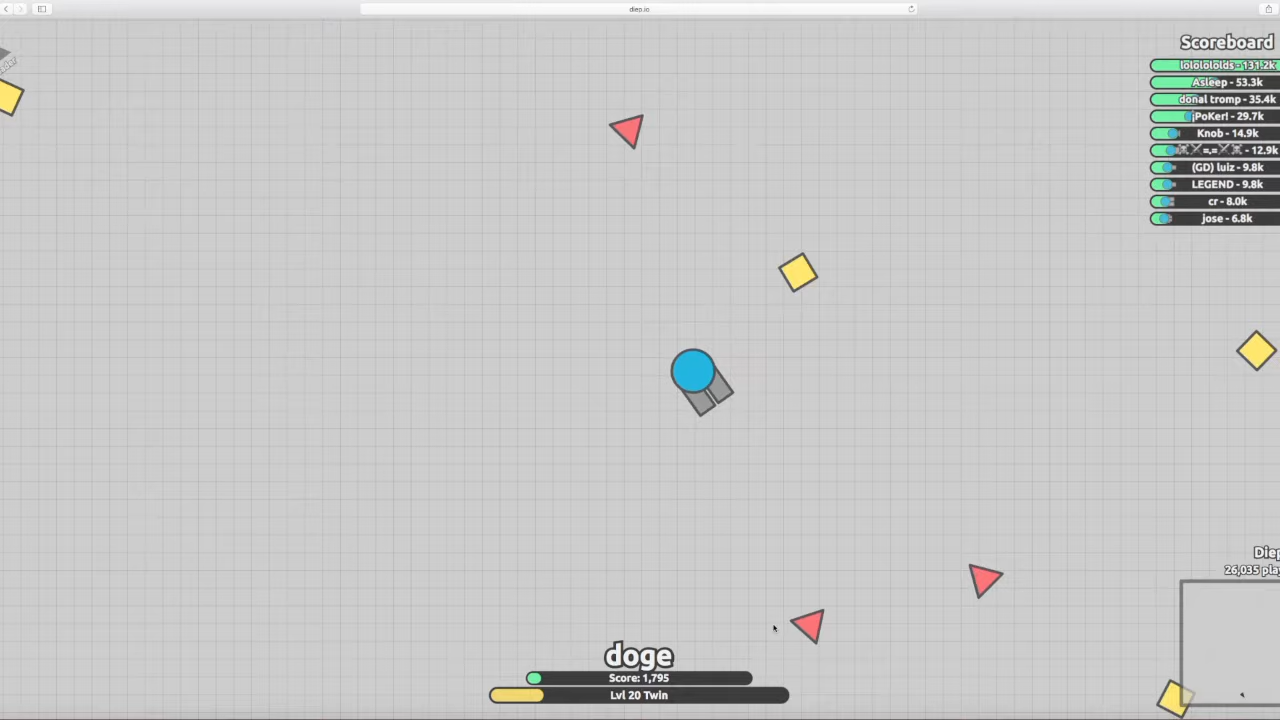 diep.io
Scoreboard
lolololoids - 131.2k
Asleep - 53.3k
donal tromp - 35.4k
¡PoKer! - 29.7k
Knob - 14.9k
=.= - 12.9k
(GD) luiz - 9.8k
LEGEND - 9.8k
cr - 8.0k
jose - 6.8k
Diep
26,035 pla
doge
Score: 1,795
Lvl 20 Twin